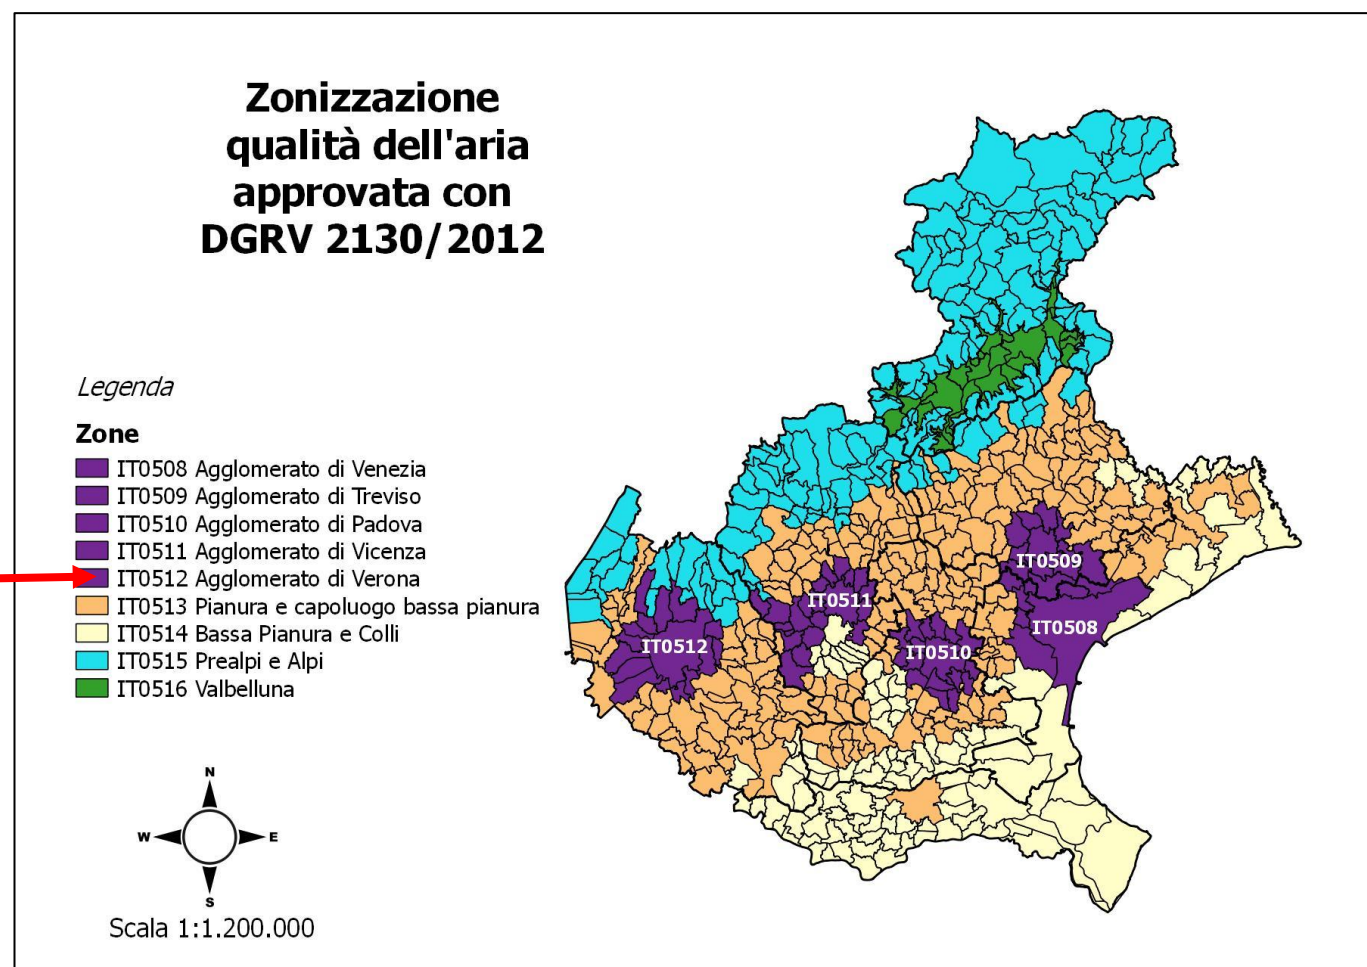 Zonizzazione
qualità dell'aria
approvata con
DGRV 2130/2012
Legenda
Zone
IT0508 Agglomerato di Venezia
IT0509 Agglomerato di Treviso
IT0510 Agglomerato di Padova
IT0511 Agglomerato di Vicenza
IT0512 Agglomerato di Verona
IT0513 Pianura e capoluogo bassa pianura
IT0514 Bassa Pianura e Colli
IT0515 Prealpi e Alpi
IT0516 Valbelluna
IT0509
IT0511
IT0508
IT0512
IT0510
N
W
E
S
Scala 1:1.200.000